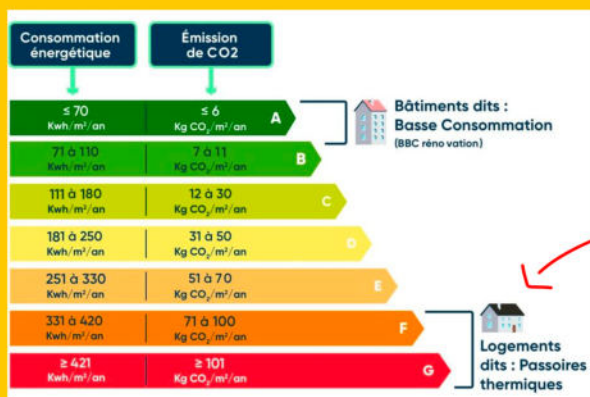 Consommation énergétique
Émission de CO2
≤ 70 Kwh/m²/an
≤ 6 Kg CO₂/m²/an
A
71 à 110 Kwh/m²/an
7 à 11 Kg CO₂/m²/an
B
111 à 180 Kwh/m²/an
12 à 30 Kg CO₂/m²/an
C
181 à 250 Kwh/m²/an
31 à 50 Kg CO₂/m²/an
D
251 à 330 Kwh/m²/an
51 à 70 Kg CO₂/m²/an
E
331 à 420 Kwh/m²/an
71 à 100 Kg CO₂/m²/an
F
≥ 421 Kwh/m²/an
≥ 101 Kg CO₂/m²/an
G
Bâtiments dits :
Basse Consommation
(BBC réno vation)
Logements
dits : Passoires
thermiques